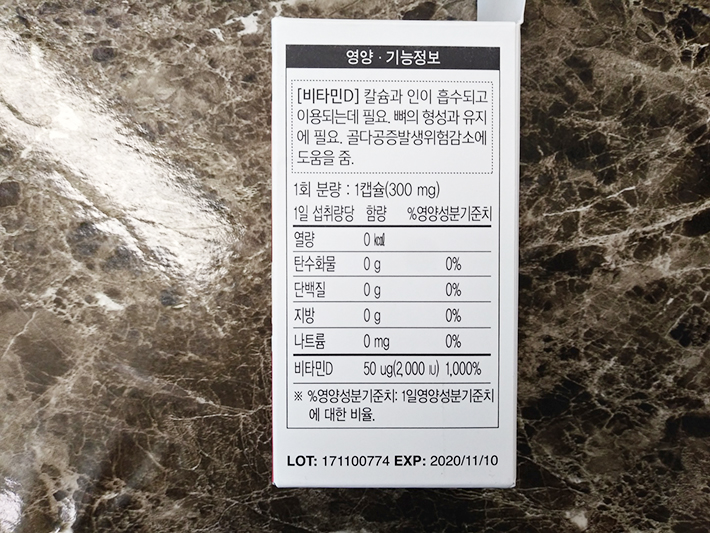 영양 · 기능정보
[비타민D] 칼슘과 인이 흡수되고
이용되는데 필요. 뼈의 형성과 유지
에 필요. 골다공증발생위험감소에
도움을 줌.
1회 분량 : 1캡슐(300 mg)
1일 섭취량당 함량 %영양성분기준치
열량 0 ㎉
탄수화물 0 g 0%
단백질 0 g 0%
지방 0 g 0%
나트륨 0 mg 0%
비타민D 50 ug(2,000 IU) 1,000%
※ %영양성분기준치: 1일영양성분기준치
에 대한 비율.
LOT: 171100774 EXP: 2020/11/10